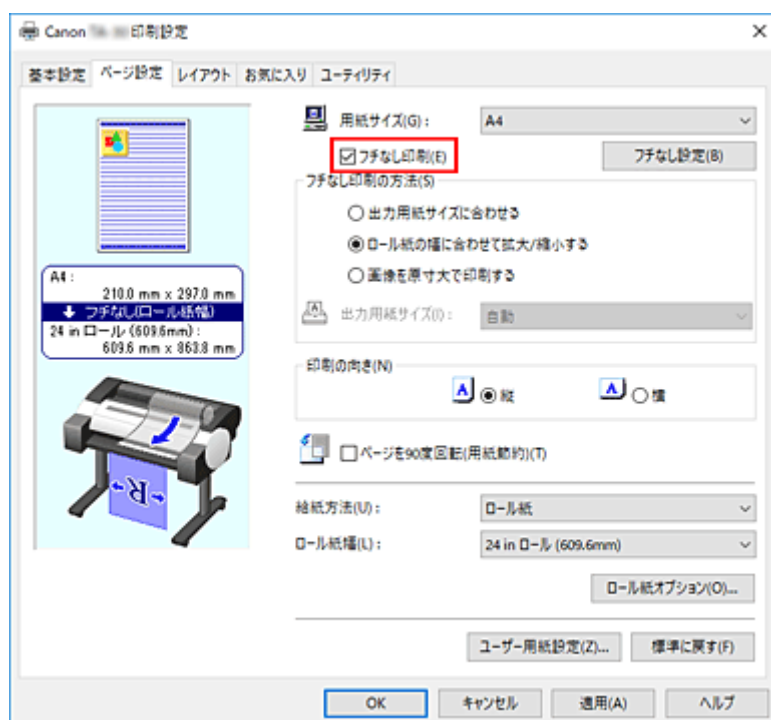 Canon 印刷設定
基本設定 ページ設定 レイアウト お気に入り ユーティリティ
用紙サイズ(G): A4
フチなし印刷(E) フチなし設定(B)
フチなし印刷の方法(S)
出力用紙サイズに合わせる
ロール紙の幅に合わせて拡大/縮小する
画像を原寸大で印刷する
出力用紙サイズ(I): 自動
A4:
210.0 mm x 297.0 mm
フチなし(ロール紙幅)
24 in ロール (609.6mm):
609.6 mm x 863.8 mm
印刷の向き(N)
A 縦 A 横
R
ページを90度回転(用紙節約)(T)
給紙方法(U): ロール紙
ロール紙幅(L): 24 in ロール (609.6mm)
ロール紙オプション(O)...
ユーザー用紙設定(Z)... 標準に戻す(F)
OK キャンセル 適用(A) ヘルプ